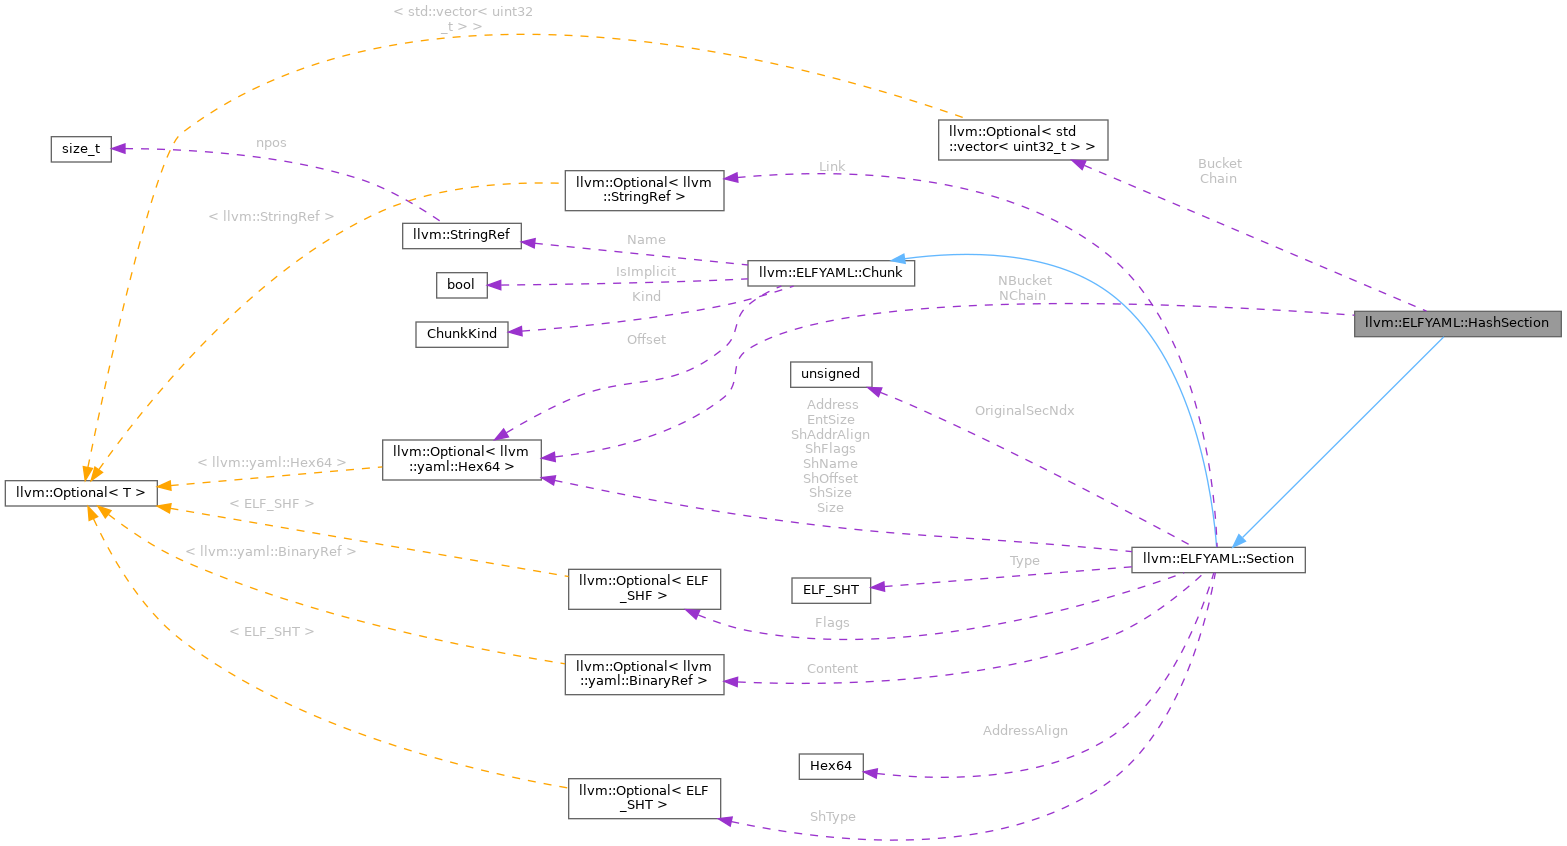 < std::vector< uint32
_t > >
llvm::Optional< std
::vector< uint32_t > >
size_t
npos
Link
Bucket
Chain
llvm::Optional< llvm
::StringRef >
< llvm::StringRef >
llvm::StringRef
Name
llvm::ELFYAML::Chunk
IsImplicit
bool
Kind
NBucket
NChain
ChunkKind
llvm::ELFYAML::HashSection
Offset
unsigned
OriginalSecNdx
Address
EntSize
ShAddrAlign
ShFlags
ShName
ShOffset
ShSize
Size
llvm::Optional< llvm
::yaml::Hex64 >
< llvm::yaml::Hex64 >
llvm::Optional< T >
< ELF_SHF >
< llvm::yaml::BinaryRef >
llvm::ELFYAML::Section
Type
ELF_SHT
llvm::Optional< ELF
_SHF >
Flags
< ELF_SHT >
llvm::Optional< llvm
::yaml::BinaryRef >
Content
AddressAlign
Hex64
llvm::Optional< ELF
_SHT >
ShType